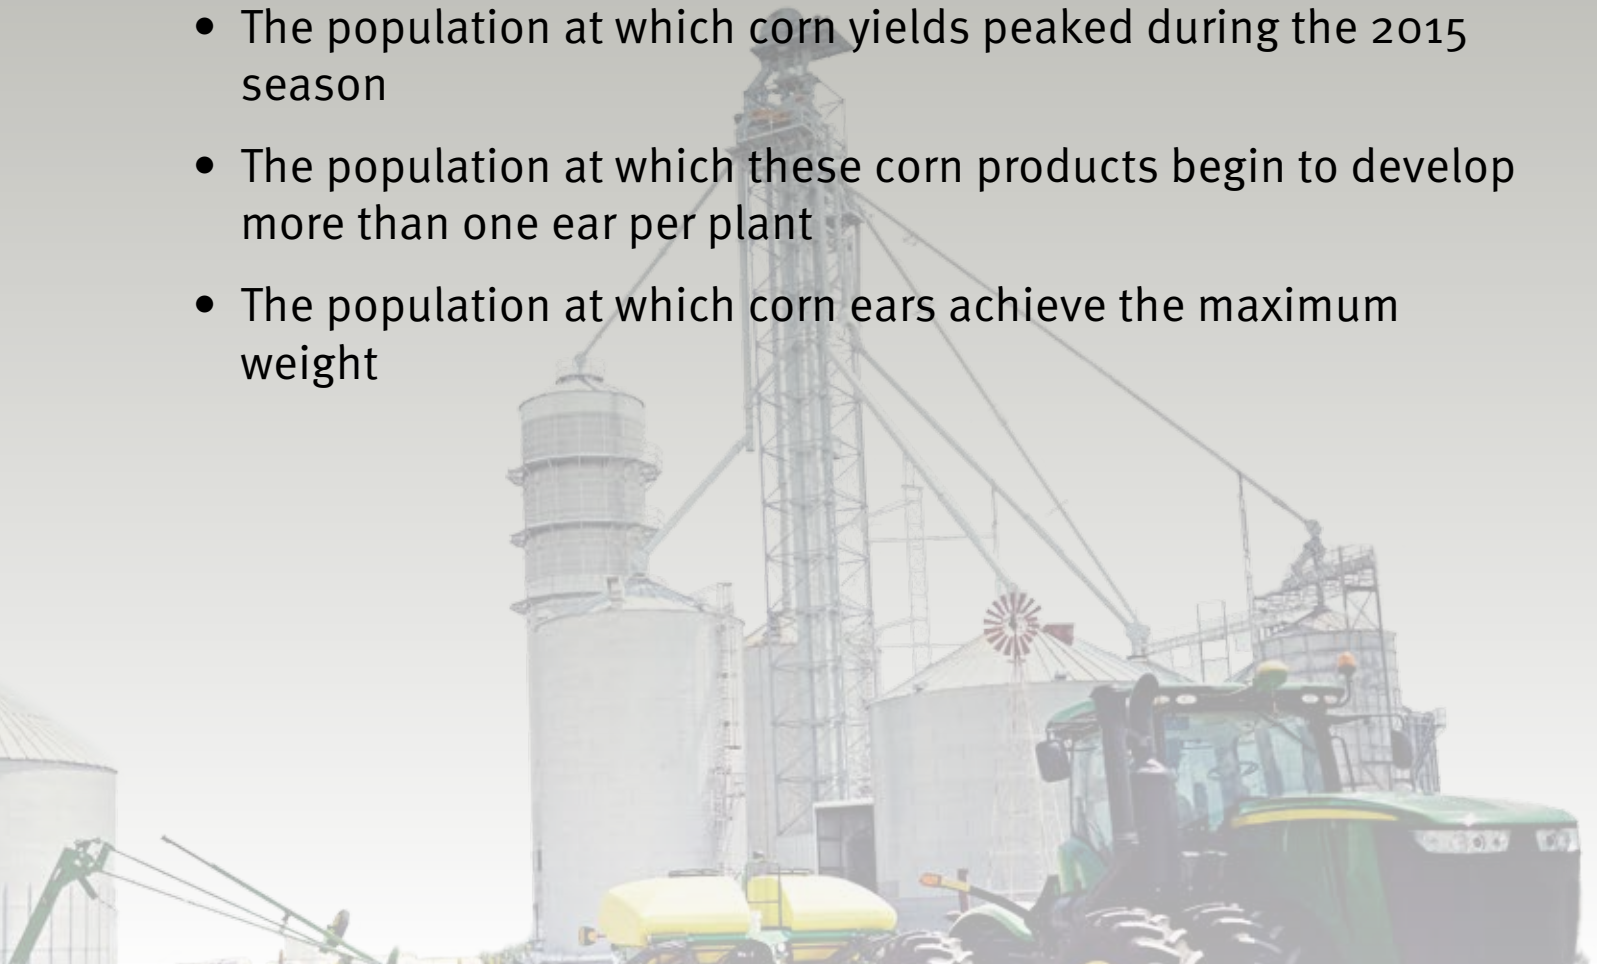 • The population at which corn yields peaked during the 2015
season
• The population at which these corn products begin to develop
more than one ear per plant
• The population at which corn ears achieve the maximum
weight